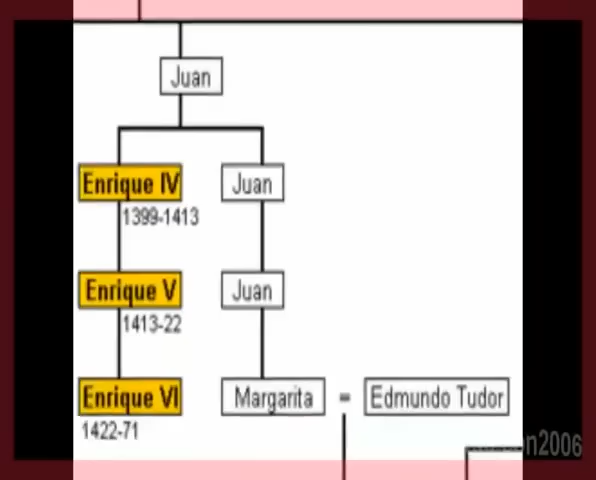 Juan
Enrique IV Juan
1399-1413
Enrique V Juan
1413-22
Enrique VI Margarita = Edmundo Tudor
1422-71